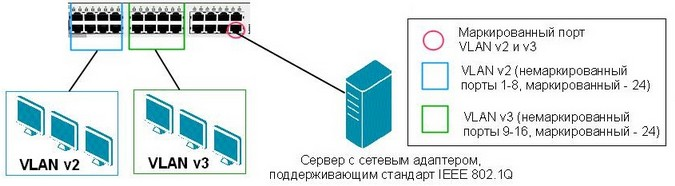 Маркированный порт
VLAN v2 и v3
VLAN v2 (немаркированный
порты 1-8, маркированный - 24)
VLAN v3 (немаркированный
порты 9-16, маркированный - 24)
VLAN v2
VLAN v3
Сервер с сетевым адаптером,
поддерживающим стандарт IEEE 802.1Q